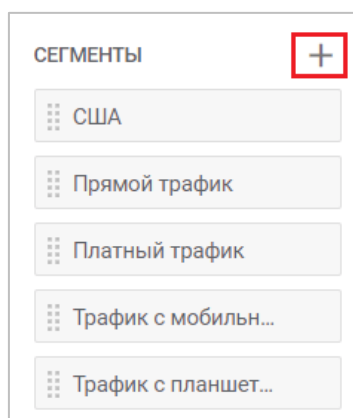 СЕГМЕНТЫ
США
Прямой трафик
Платный трафик
Трафик с мобильн...
Трафик с планшет...